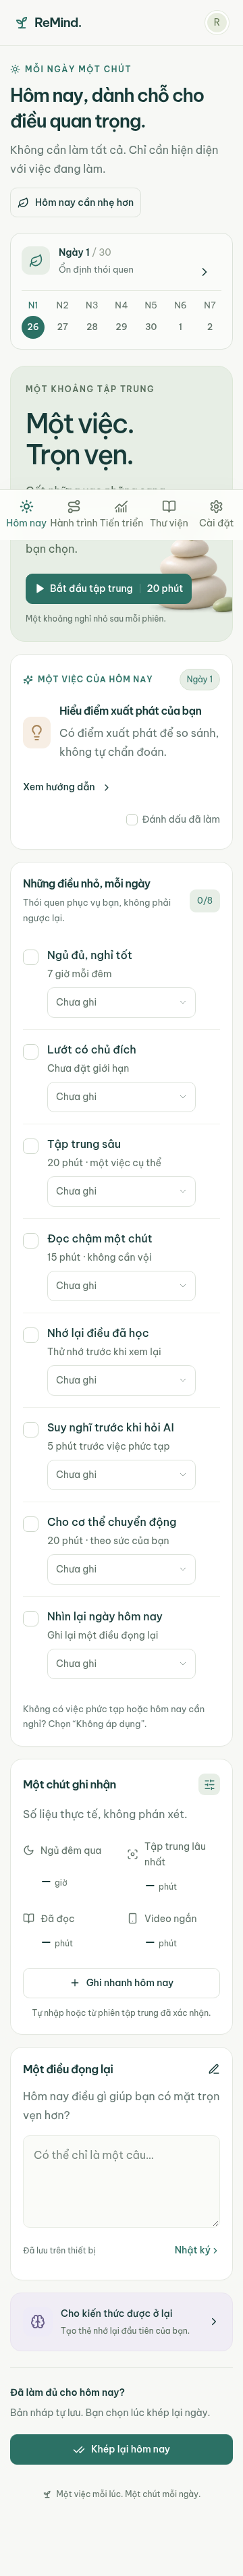 ReMind.
R
MỖI NGÀY MỘT CHÚT
Hôm nay, dành chỗ cho
điều quan trọng.
Không cần làm tất cả. Chỉ cần hiện diện
với việc đang làm.
Hôm nay cần nhẹ hơn
Ngày 1 / 30
Ổn định thói quen
N1 N2 N3 N4 N5 N6 N7
26 27 28 29 30 1 2
MỘT KHOẢNG TẬP TRUNG
Một việc.
Trọn vẹn.
Hôm nay Hành trình Tiến triển Thư viện Cài đặt
bạn chọn.
Bắt đầu tập trung | 20 phút
Một khoảng nghỉ nhỏ sau mỗi phiên.
MỘT VIỆC CỦA HÔM NAY
Ngày 1
Hiểu điểm xuất phát của bạn
Có điểm xuất phát để so sánh,
không tự chẩn đoán.
Xem hướng dẫn
Đánh dấu đã làm
Những điều nhỏ, mỗi ngày
Thói quen phục vụ bạn, không phải
ngược lại.
0/8
Ngủ đủ, nghỉ tốt
7 giờ mỗi đêm
Chưa ghi
Lướt có chủ đích
Chưa đặt giới hạn
Chưa ghi
Tập trung sâu
20 phút · một việc cụ thể
Chưa ghi
Đọc chậm một chút
15 phút · không cần vội
Chưa ghi
Nhớ lại điều đã học
Thử nhớ trước khi xem lại
Chưa ghi
Suy nghĩ trước khi hỏi AI
5 phút trước việc phức tạp
Chưa ghi
Cho cơ thể chuyển động
20 phút · theo sức của bạn
Chưa ghi
Nhìn lại ngày hôm nay
Ghi lại một điều đọng lại
Chưa ghi
Không có việc phức tạp hoặc hôm nay cần
nghỉ? Chọn “Không áp dụng”.
Một chút ghi nhận
Số liệu thực tế, không phán xét.
Ngủ đêm qua
– giờ
Tập trung lâu
nhất
– phút
Đã đọc
– phút
Video ngắn
– phút
+ Ghi nhanh hôm nay
Tự nhập hoặc từ phiên tập trung đã xác nhận.
Một điều đọng lại
Hôm nay điều gì giúp bạn có mặt trọn
vẹn hơn?
Có thể chỉ là một câu...
Đã lưu trên thiết bị
Nhật ký
Cho kiến thức được ở lại
Tạo thẻ nhớ lại đầu tiên của bạn.
Đã làm đủ cho hôm nay?
Bản nháp tự lưu. Bạn chọn lúc khép lại ngày.
Khép lại hôm nay
Một việc mỗi lúc. Một chút mỗi ngày.